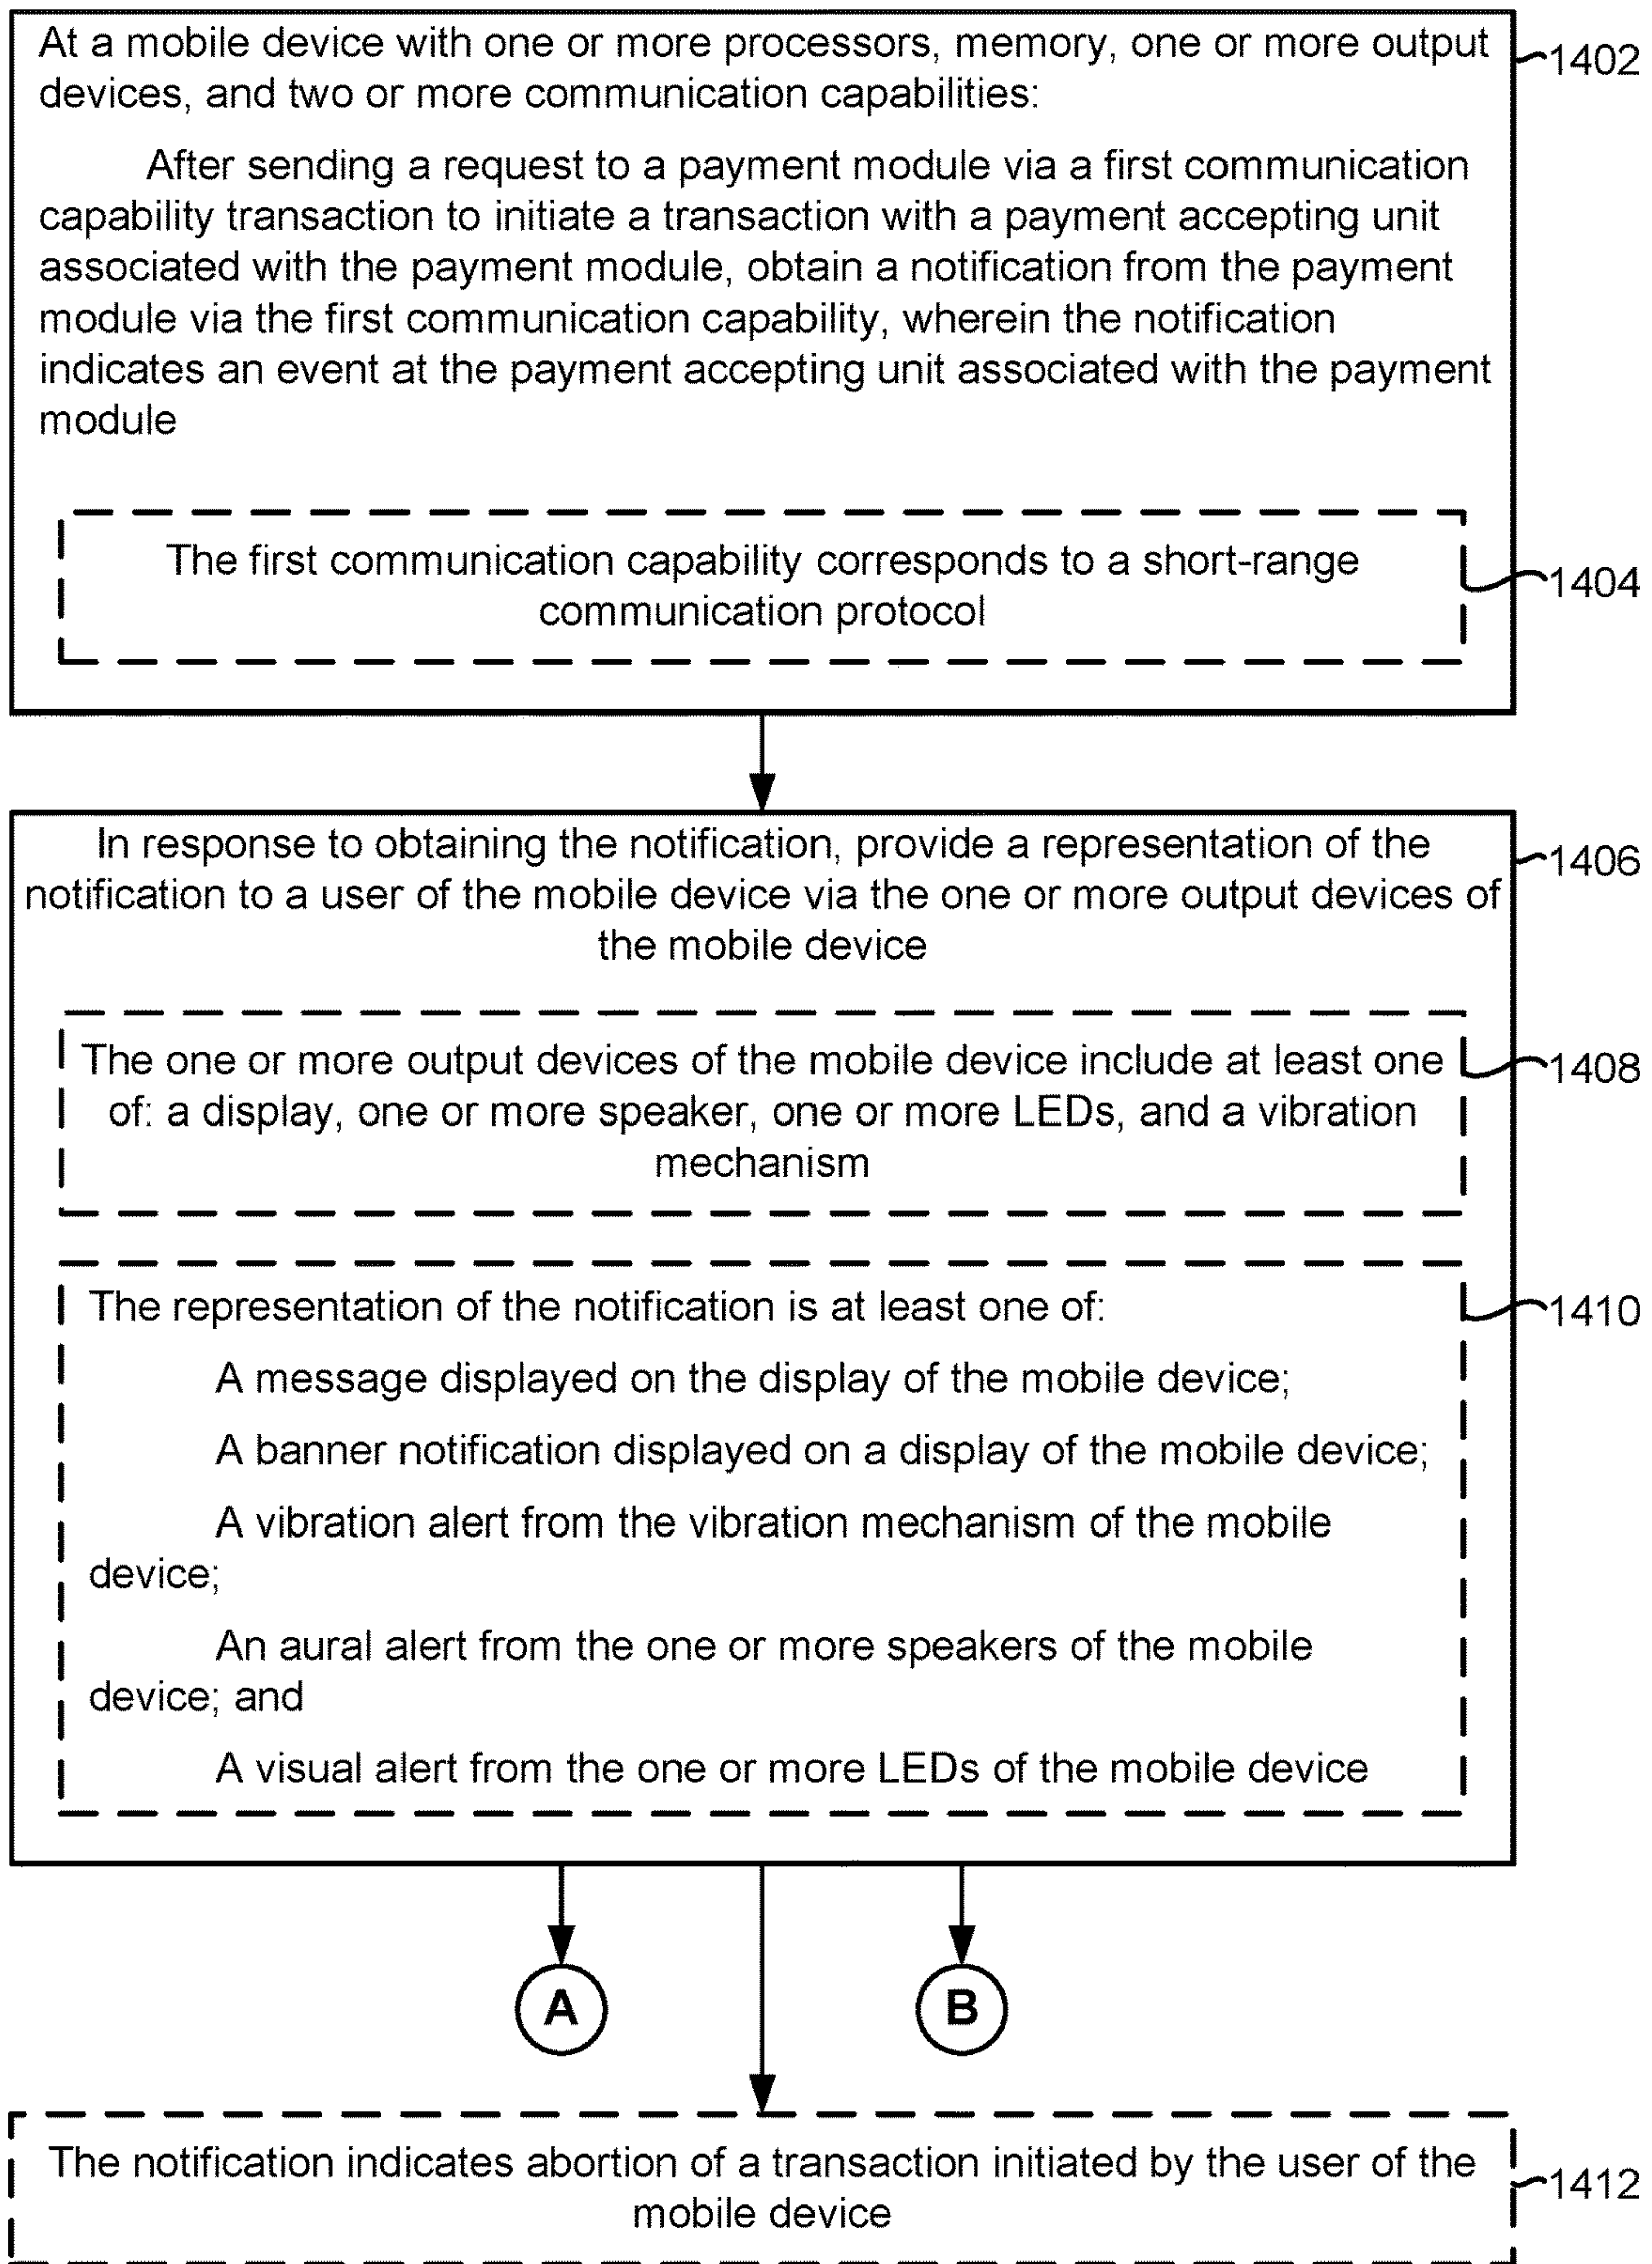 At a mobile device with one or more processors, memory, one or more output
devices, and two or more communication capabilities:
1402
After sending a request to a payment module via a first communication
capability transaction to initiate a transaction with a payment accepting unit
associated with the payment module, obtain a notification from the payment
module via the first communication capability, wherein the notification
indicates an event at the payment accepting unit associated with the payment
module
The first communication capability corresponds to a short-range
communication protocol
1404
In response to obtaining the notification, provide a representation of the
notification to a user of the mobile device via the one or more output devices of
the mobile device
1406
The one or more output devices of the mobile device include at least one
of: a display, one or more speaker, one or more LEDs, and a vibration
mechanism
1408
The representation of the notification is at least one of:
1410
A message displayed on the display of the mobile device;
A banner notification displayed on a display of the mobile device;
A vibration alert from the vibration mechanism of the mobile
device;
An aural alert from the one or more speakers of the mobile
device; and
A visual alert from the one or more LEDs of the mobile device
A
B
The notification indicates abortion of a transaction initiated by the user of the
mobile device
1412